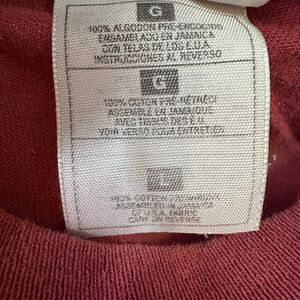 G
100% ALGODON PRE-ENCOGIDO
ENSAMBLADO EN JAMAICA
CON TELAS DE LOS E.U.A.
INSTRUCCIONES AL REVERSO
G
100% COTON PRÉ-RÉTRÉCI
ASSEMBLÉ EN JAMAIQUE
AVEC TISSUS DES É.U.
VOIR VERSO POUR ENTRETIEN
G
100% COTTON PRESHRUNK
ASSEMBLED IN JAMAICA
OF U.S.A. FABRIC
CARE ON REVERSE